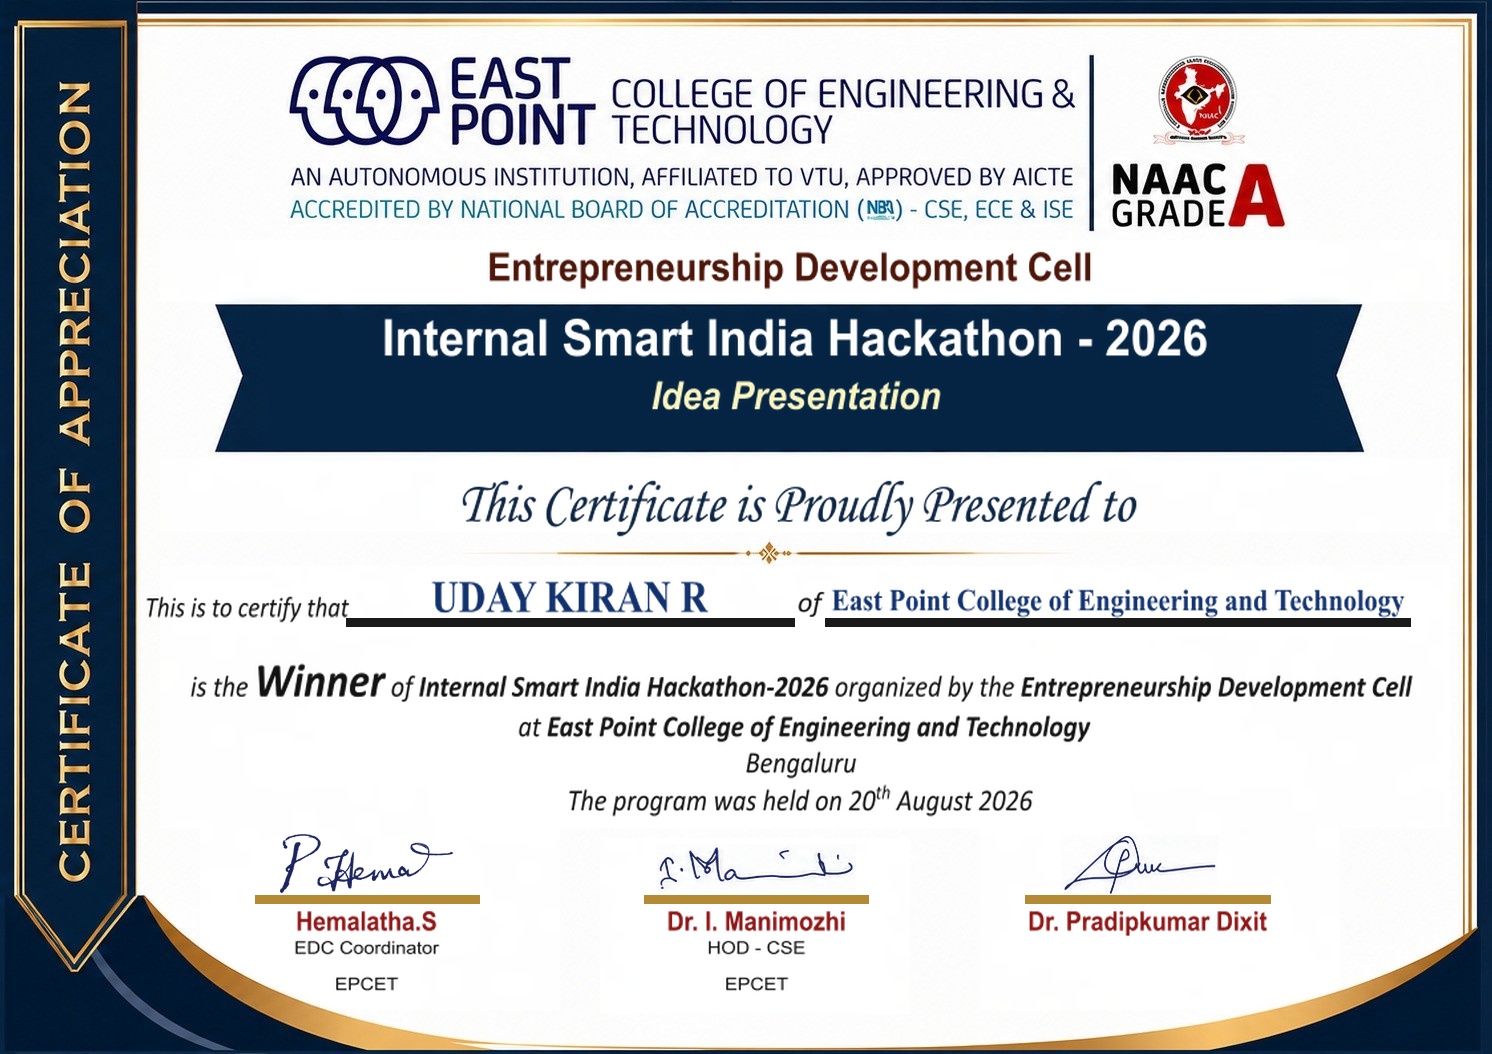 CERTIFICATE OF APPRECIATION
EAST POINT
COLLEGE OF ENGINEERING & TECHNOLOGY
AN AUTONOMOUS INSTITUTION, AFFILIATED TO VTU, APPROVED BY AICTE
ACCREDITED BY NATIONAL BOARD OF ACCREDITATION (NBA) - CSE, ECE & ISE
NAAC
GRADE A
Entrepreneurship Development Cell
Internal Smart India Hackathon - 2026
Idea Presentation
This Certificate is Proudly Presented to
This is to certify that UDAY KIRAN R of East Point College of Engineering and Technology
is the Winner of Internal Smart India Hackathon-2026 organized by the Entrepreneurship Development Cell
at East Point College of Engineering and Technology
Bengaluru
The program was held on 20th August 2026
P. Hemal
I. Mani
Hemalatha.S
Dr. I. Manimozhi
Dr. Pradipkumar Dixit
EDC Coordinator
HOD - CSE
EPCET
EPCET